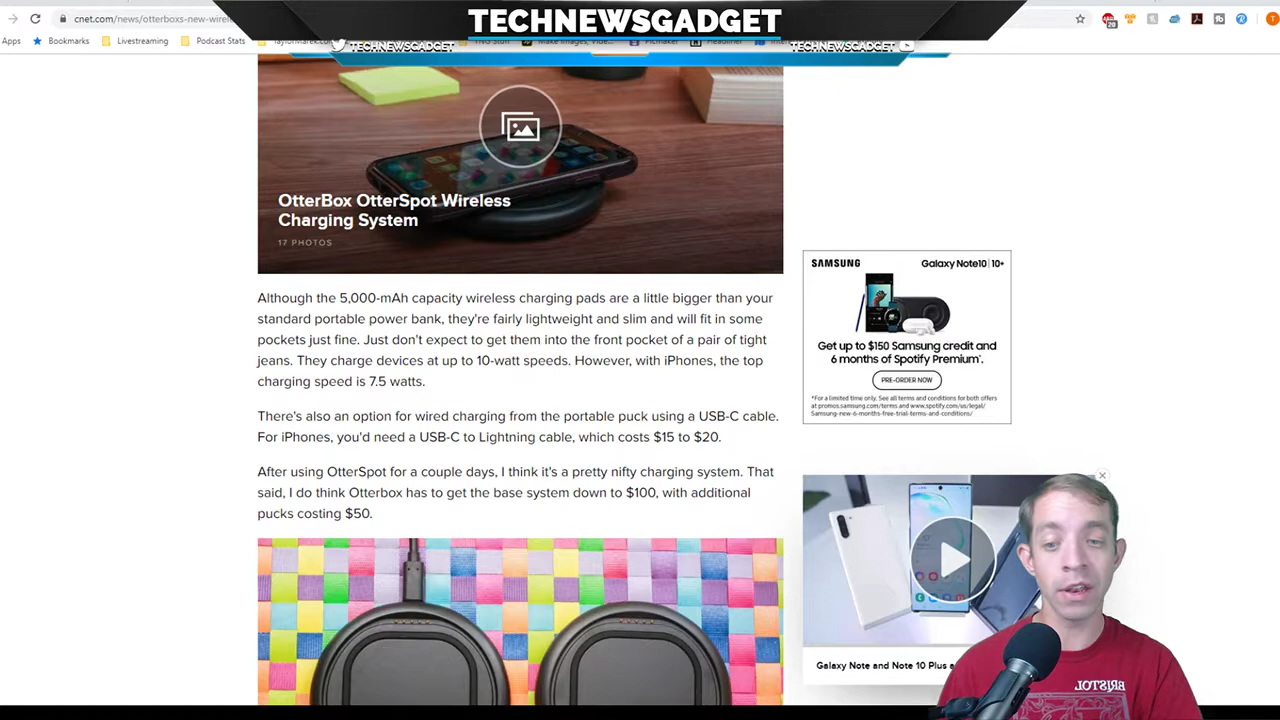 TECHNEWSGADGET
cnet.com/news/otterboxs-new-wirele
20
Apps
Bookmarks
Livestreaming
Podcast Stats
TECHNEWSGADGET
TECHNEWSGADGET
OtterBox OtterSpot Wireless
Charging System
17 PHOTOS
Although the 5,000-mAh capacity wireless charging pads are a little bigger than your
standard portable power bank, they're fairly lightweight and slim and will fit in some
pockets just fine. Just don't expect to get them into the front pocket of a pair of tight
jeans. They charge devices at up to 10-watt speeds. However, with iPhones, the top
charging speed is 7.5 watts.
There's also an option for wired charging from the portable puck using a USB-C cable.
For iPhones, you'd need a USB-C to Lightning cable, which costs $15 to $20.
After using OtterSpot for a couple days, I think it's a pretty nifty charging system. That
said, I do think Otterbox has to get the base system down to $100, with additional
pucks costing $50.
SAMSUNG
Galaxy Note10 | 10+
Get up to $150 Samsung credit and
6 months of Spotify Premium*.
PRE-ORDER NOW
*For a limited time only. See all terms and conditions for both offers
at promos.samsung.com/terms and www.spotify.com/us/legal/
Samsung-new-6-months-free-trial-terms-and-conditions/
Galaxy Note and Note 10 Plus
BRISTOL